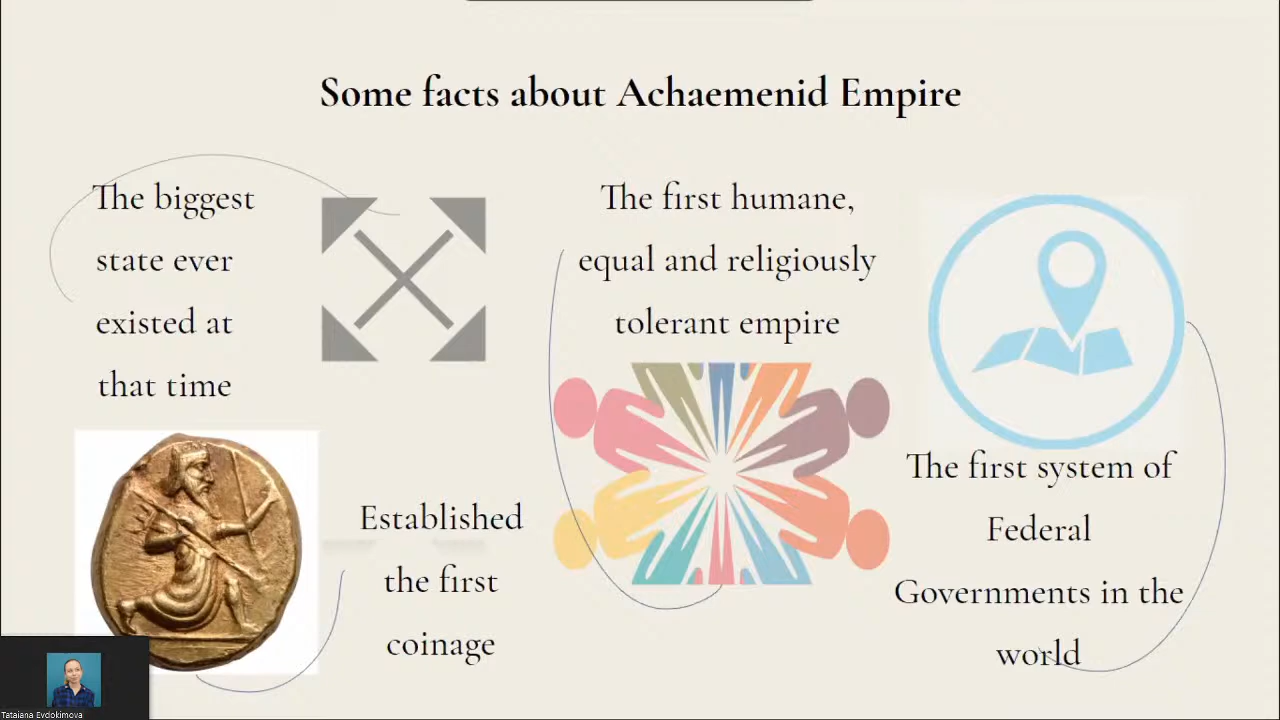 Some facts about Achaemenid Empire
The biggest
state ever
existed at
that time
The first humane,
equal and religiously
tolerant empire
Established
the first
coinage
The first system of
Federal
Governments in the
world
Tataiana Evdokimova